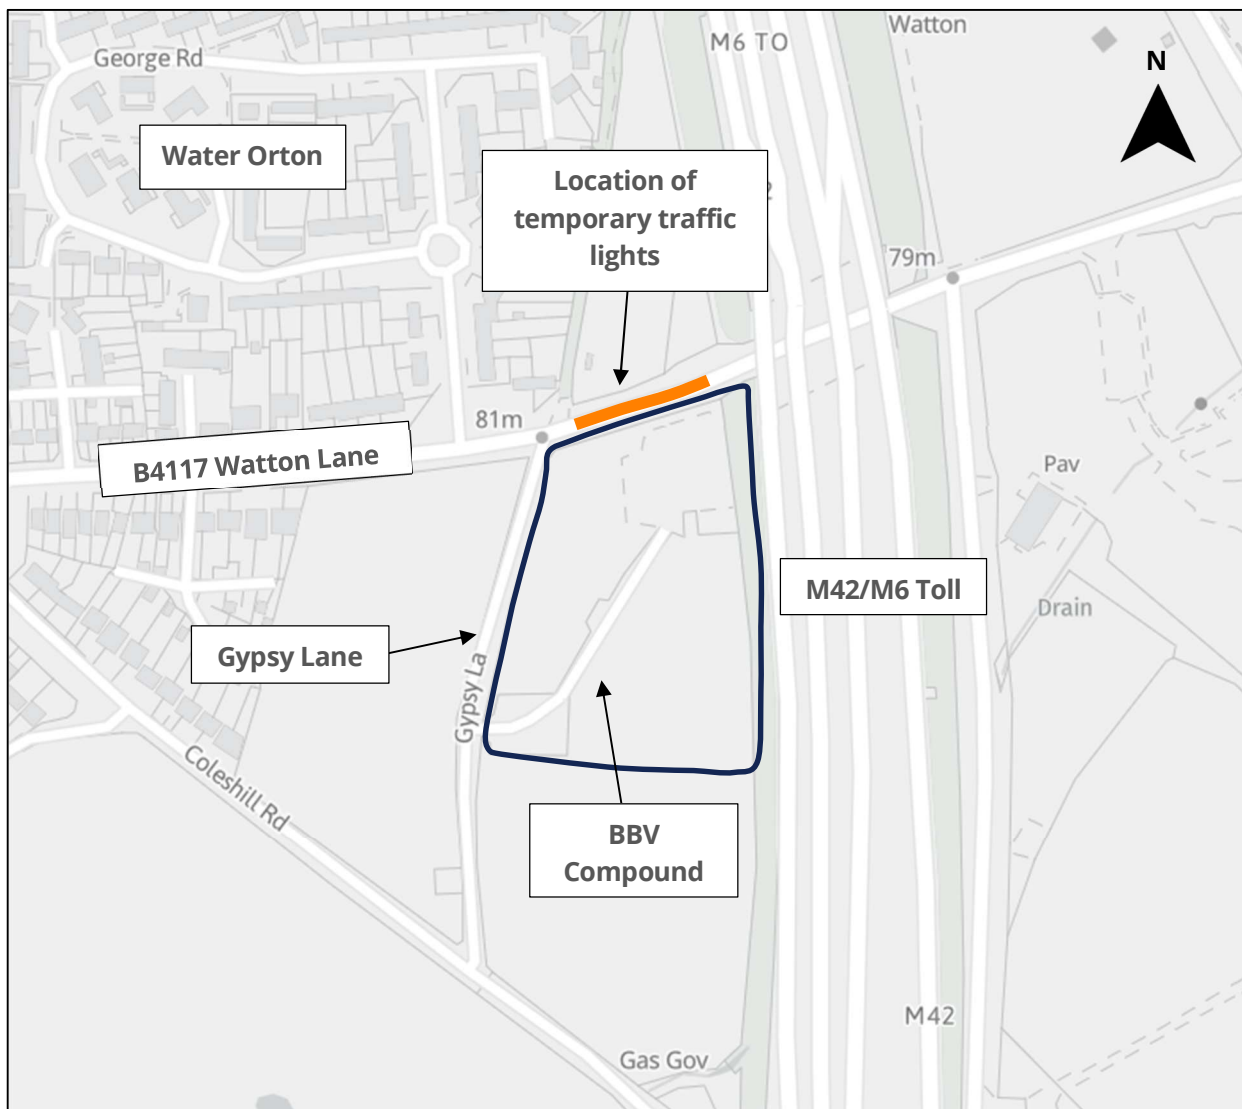 George Rd
M6 TO
Watton
N
Water Orton
Location of
temporary traffic
lights
2
79m
81m
B4117 Watton Lane
Pav
M42/M6 Toll
Drain
Gypsy Lane
Gypsy La
Coleshill Rd
BBV
Compound
M42
Gas Gov